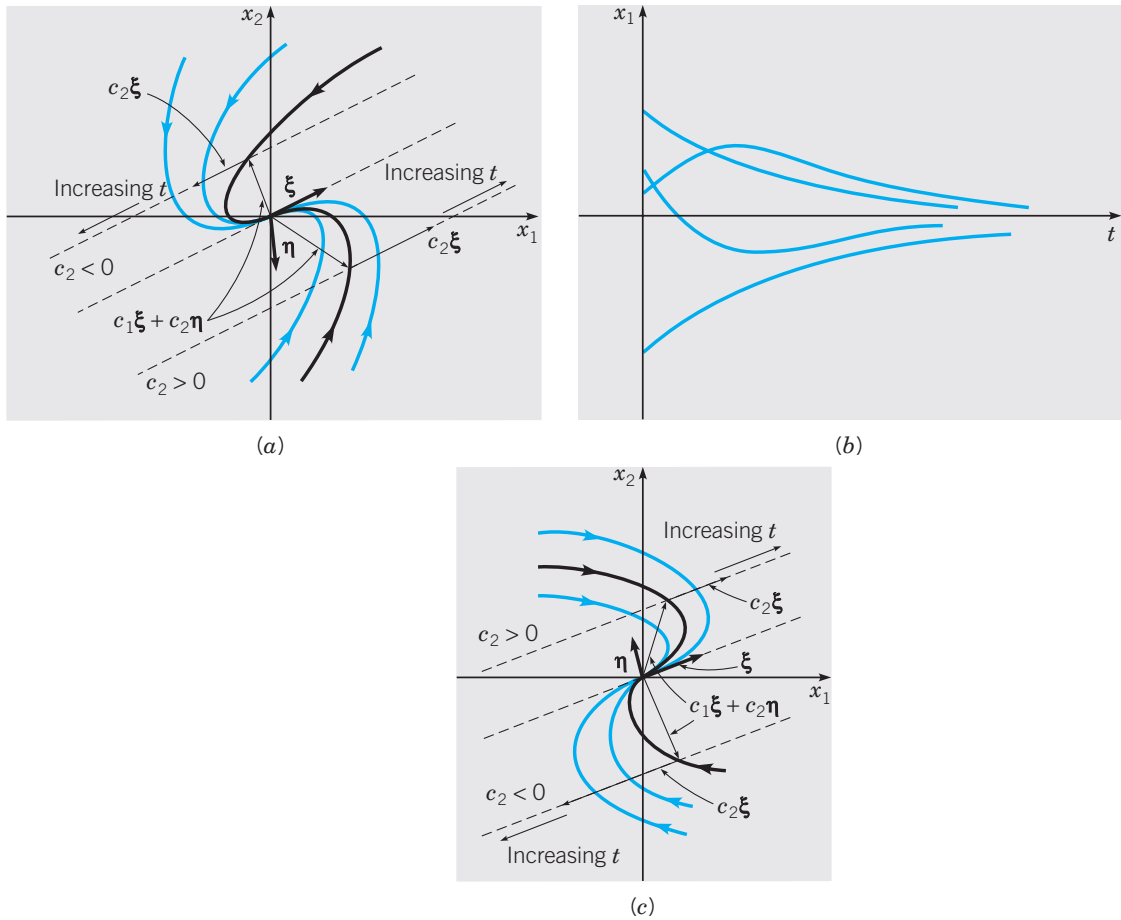 x₂
c₂ξ
Increasing t
ξ
Increasing t
x₁
c₂ξ
η
c₂ < 0
c₁ξ + c₂η
c₂ > 0
(a)
x₁
t
(b)
x₂
Increasing t
c₂ξ
c₂ > 0
η
ξ
x₁
c₁ξ + c₂η
c₂ < 0
c₂ξ
Increasing t
(c)